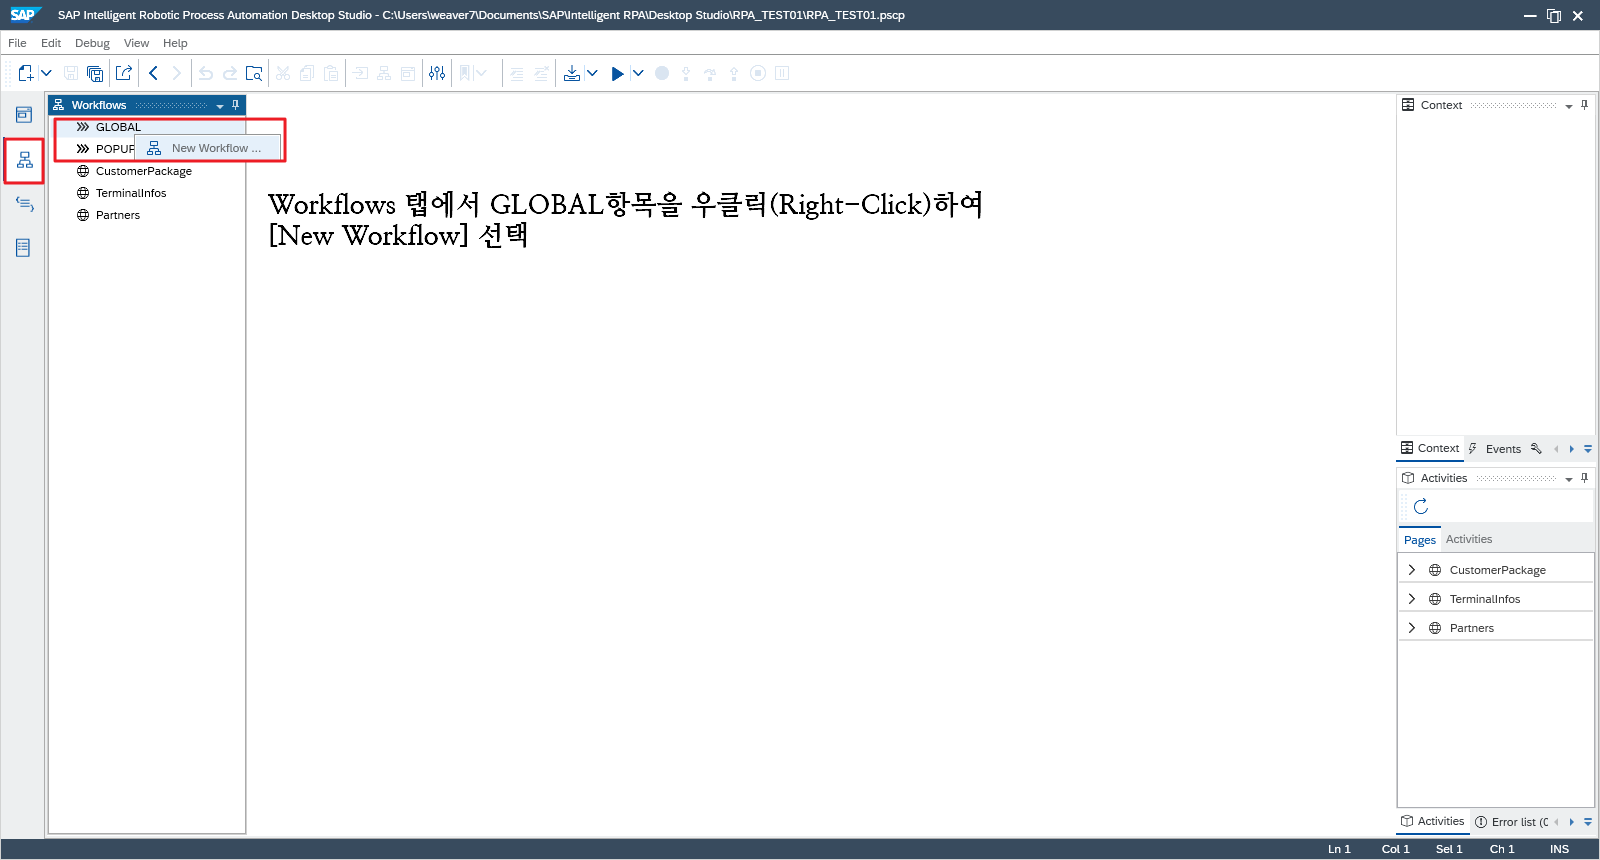 SAP SAP Intelligent Robotic Process Automation Desktop Studio - C:\Users\weaver7\Documents\SAP\Intelligent RPA\Desktop Studio\RPA_TEST01\RPA_TEST01.pscp
File Edit Debug View Help
Workflows
GLOBAL
POPUP
New Workflow ...
CustomerPackage
TerminalInfos
Partners
Workflows 탭에서 GLOBAL항목을 우클릭(Right-Click)하여
[New Workflow] 선택
Context
Context Events
Activities
Pages Activities
CustomerPackage
TerminalInfos
Partners
Activities Error list (
Ln 1 Col 1 Sel 1 Ch 1 INS